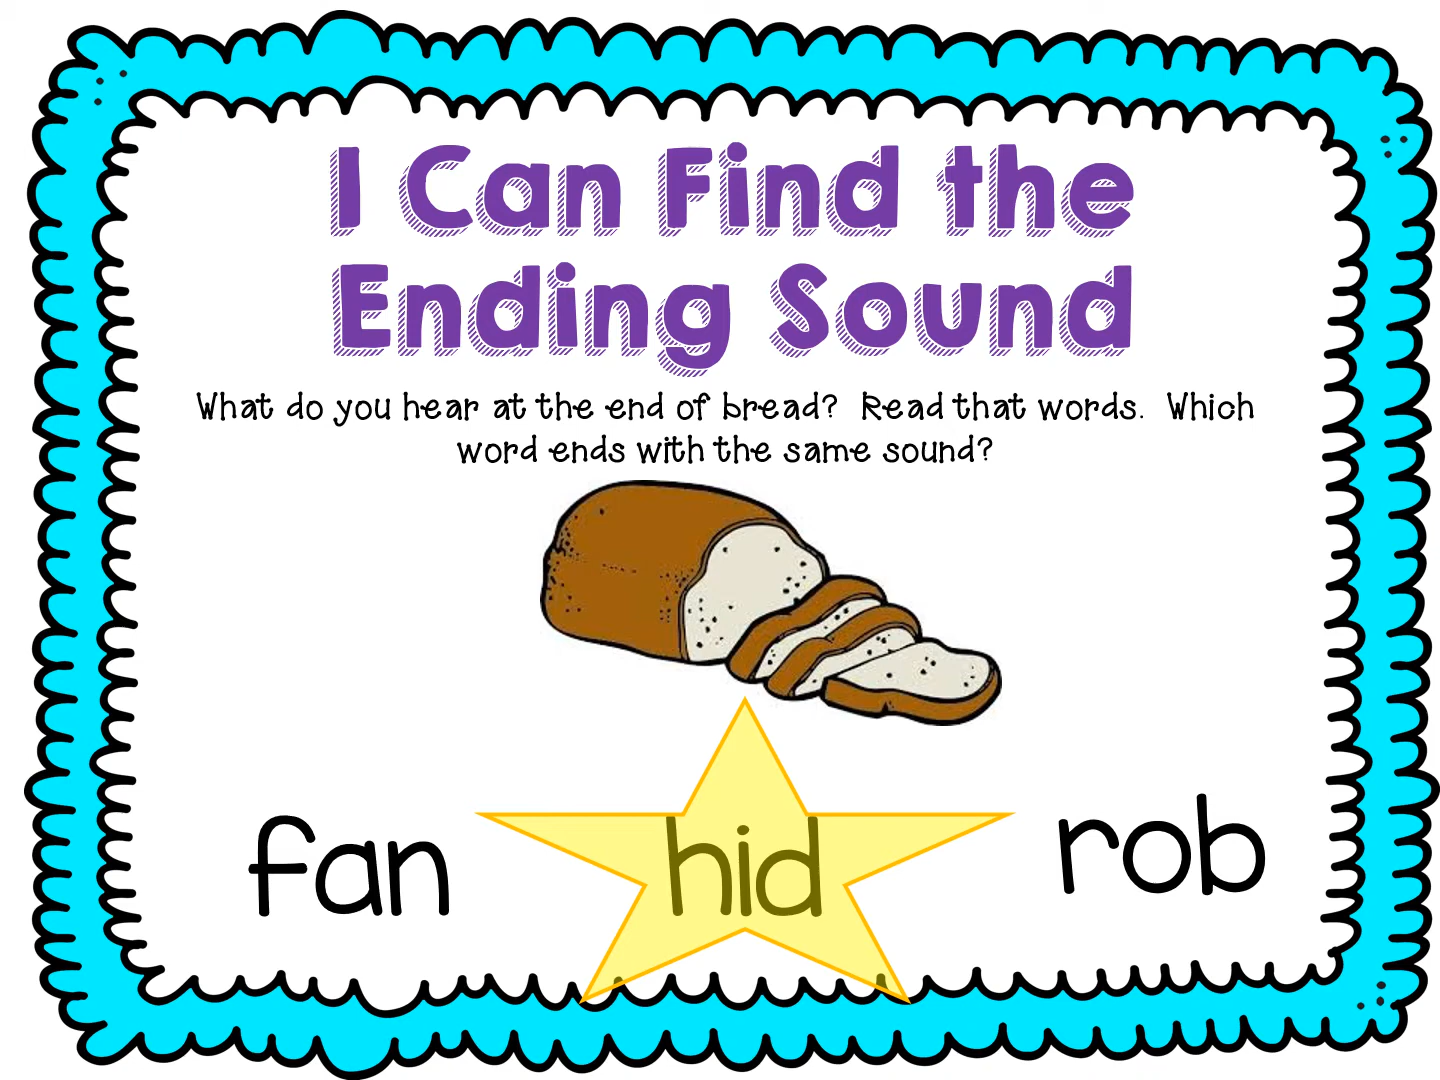 I Can Find the
Ending Sound
What do you hear at the end of bread? Read that words. Which
word ends with the same sound?
fan hid rob